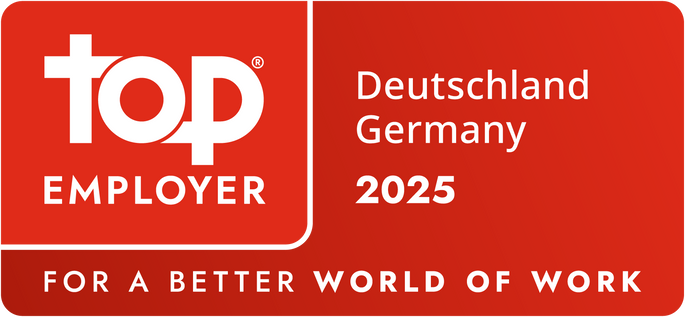 top®
EMPLOYER
Deutschland
Germany
2025
FOR A BETTER WORLD OF WORK